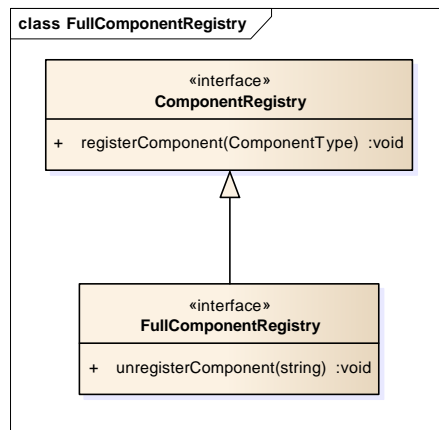 class FullComponentRegistry
«interface»
ComponentRegistry
+ registerComponent(ComponentType) :void
«interface»
FullComponentRegistry
+ unregisterComponent(string) :void